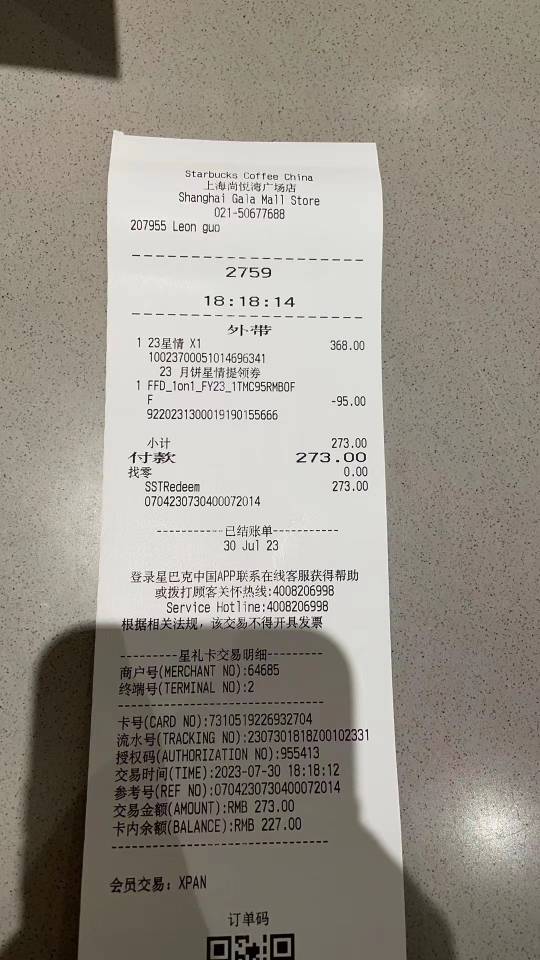 Starbucks Coffee China
上海尚悦湾广场店
Shanghai Gala Mall Store
021-50677688
207955 Leon guo
2759
18:18:14
外带
1 23星情 X1 368.00
10023700051014696341
23 月饼星情提领券
1 FFD_1on1_FY23_1TMC95RMBOF
F -95.00
9220231300019190155666
小计 273.00
付款 273.00
找零 0.00
SSTRedeem 273.00
0704230730400072014
-----------已结账单-----------
30 Jul 23
登录星巴克中国APP联系在线客服获得帮助
或拨打顾客关怀热线:4008206998
Service Hotline:4008206998
根据相关法规，该交易不得开具发票
---------星礼卡交易明细---------
商户号(MERCHANT NO):64685
终端号(TERMINAL NO):2
卡号(CARD NO):7310519226932704
流水号(TRACKING NO):2307301818Z00102331
授权码(AUTHORIZATION NO):955413
交易时间(TIME):2023-07-30 18:18:12
参考号(REF NO):0704230730400072014
交易金额(AMOUNT):RMB 273.00
卡内余额(BALANCE):RMB 227.00
会员交易：XPAN
订单码